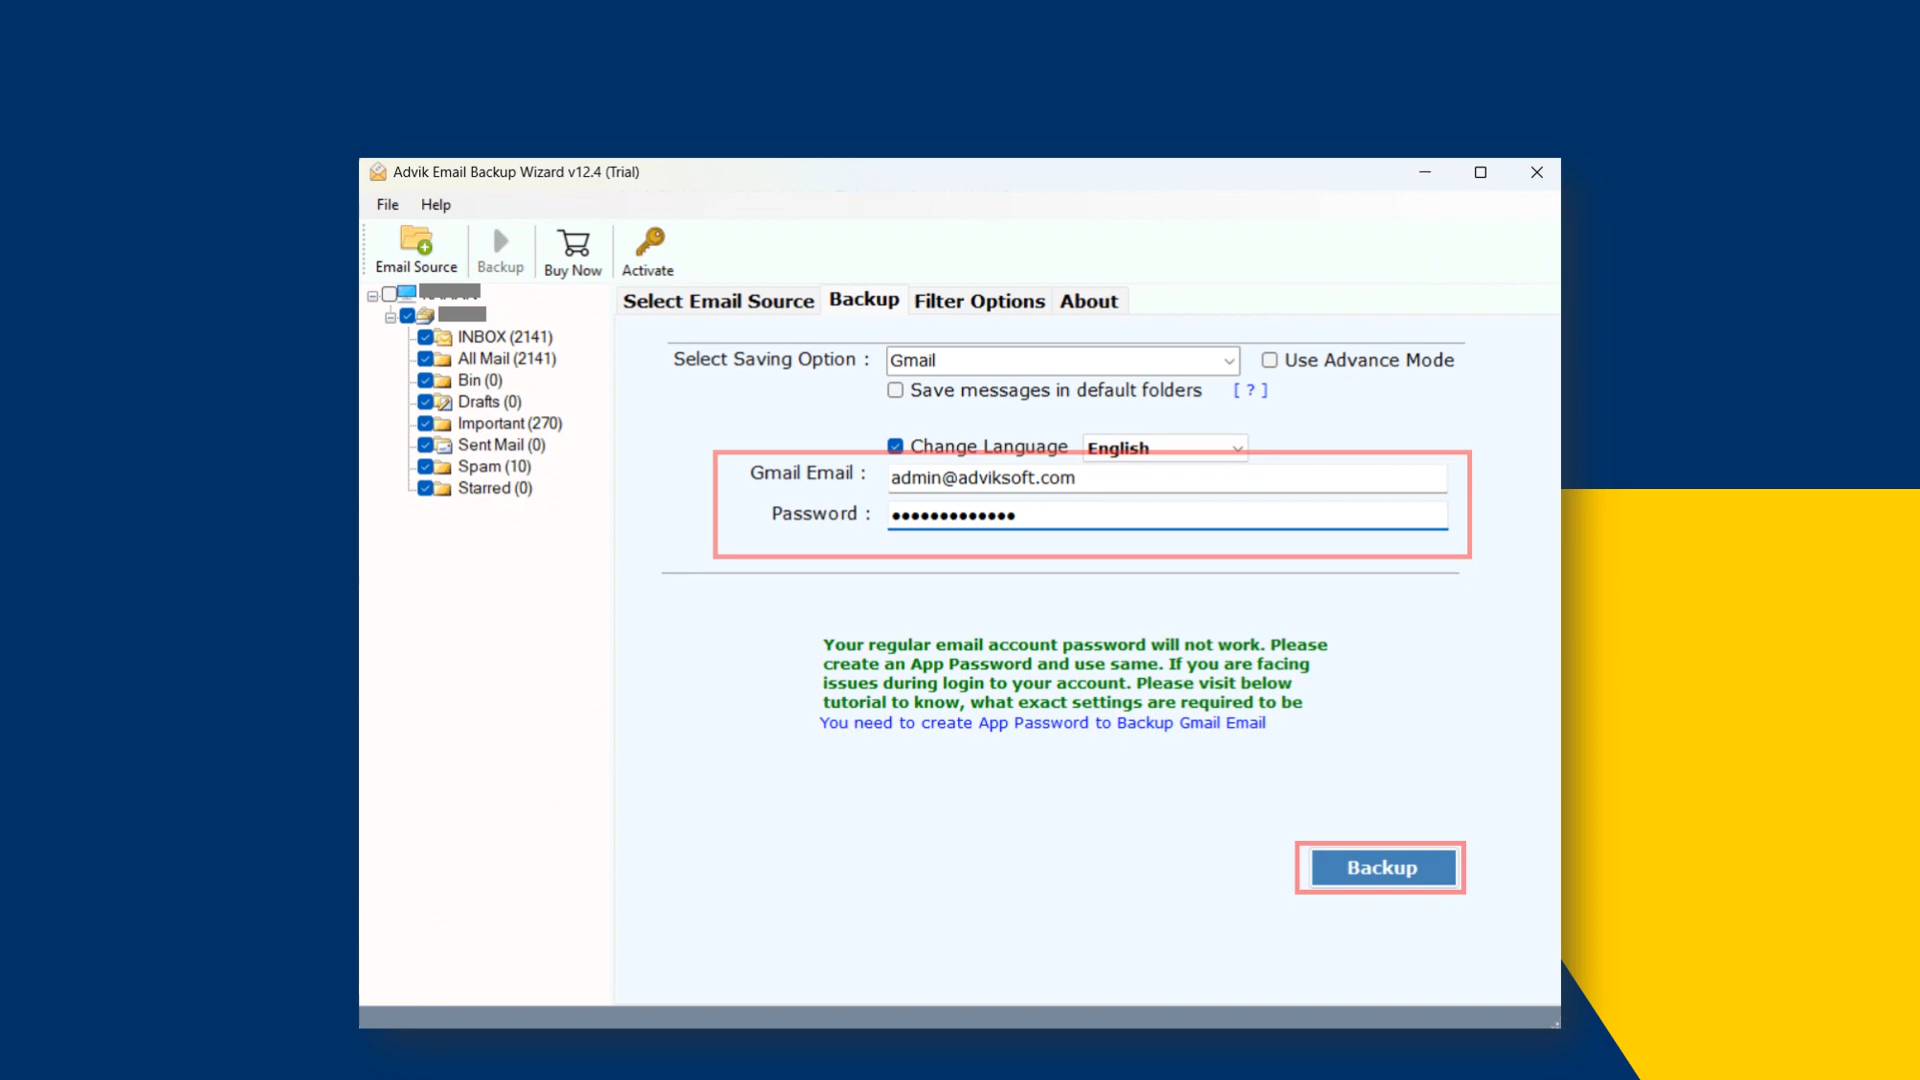 Advik Email Backup Wizard v12.4 (Trial)
File Help
Email Source Backup Buy Now Activate
INBOX (2141)
All Mail (2141)
Bin (0)
Drafts (0)
Important (270)
Sent Mail (0)
Spam (10)
Starred (0)
Select Email Source Backup Filter Options About
Select Saving Option : Gmail Use Advance Mode
Save messages in default folders [ ? ]
Change Language English
Gmail Email : admin@adviksoft.com
Password : •••••••••••••
Your regular email account password will not work. Please
create an App Password and use same. If you are facing
issues during login to your account. Please visit below
tutorial to know, what exact settings are required to be
You need to create App Password to Backup Gmail Email
Backup